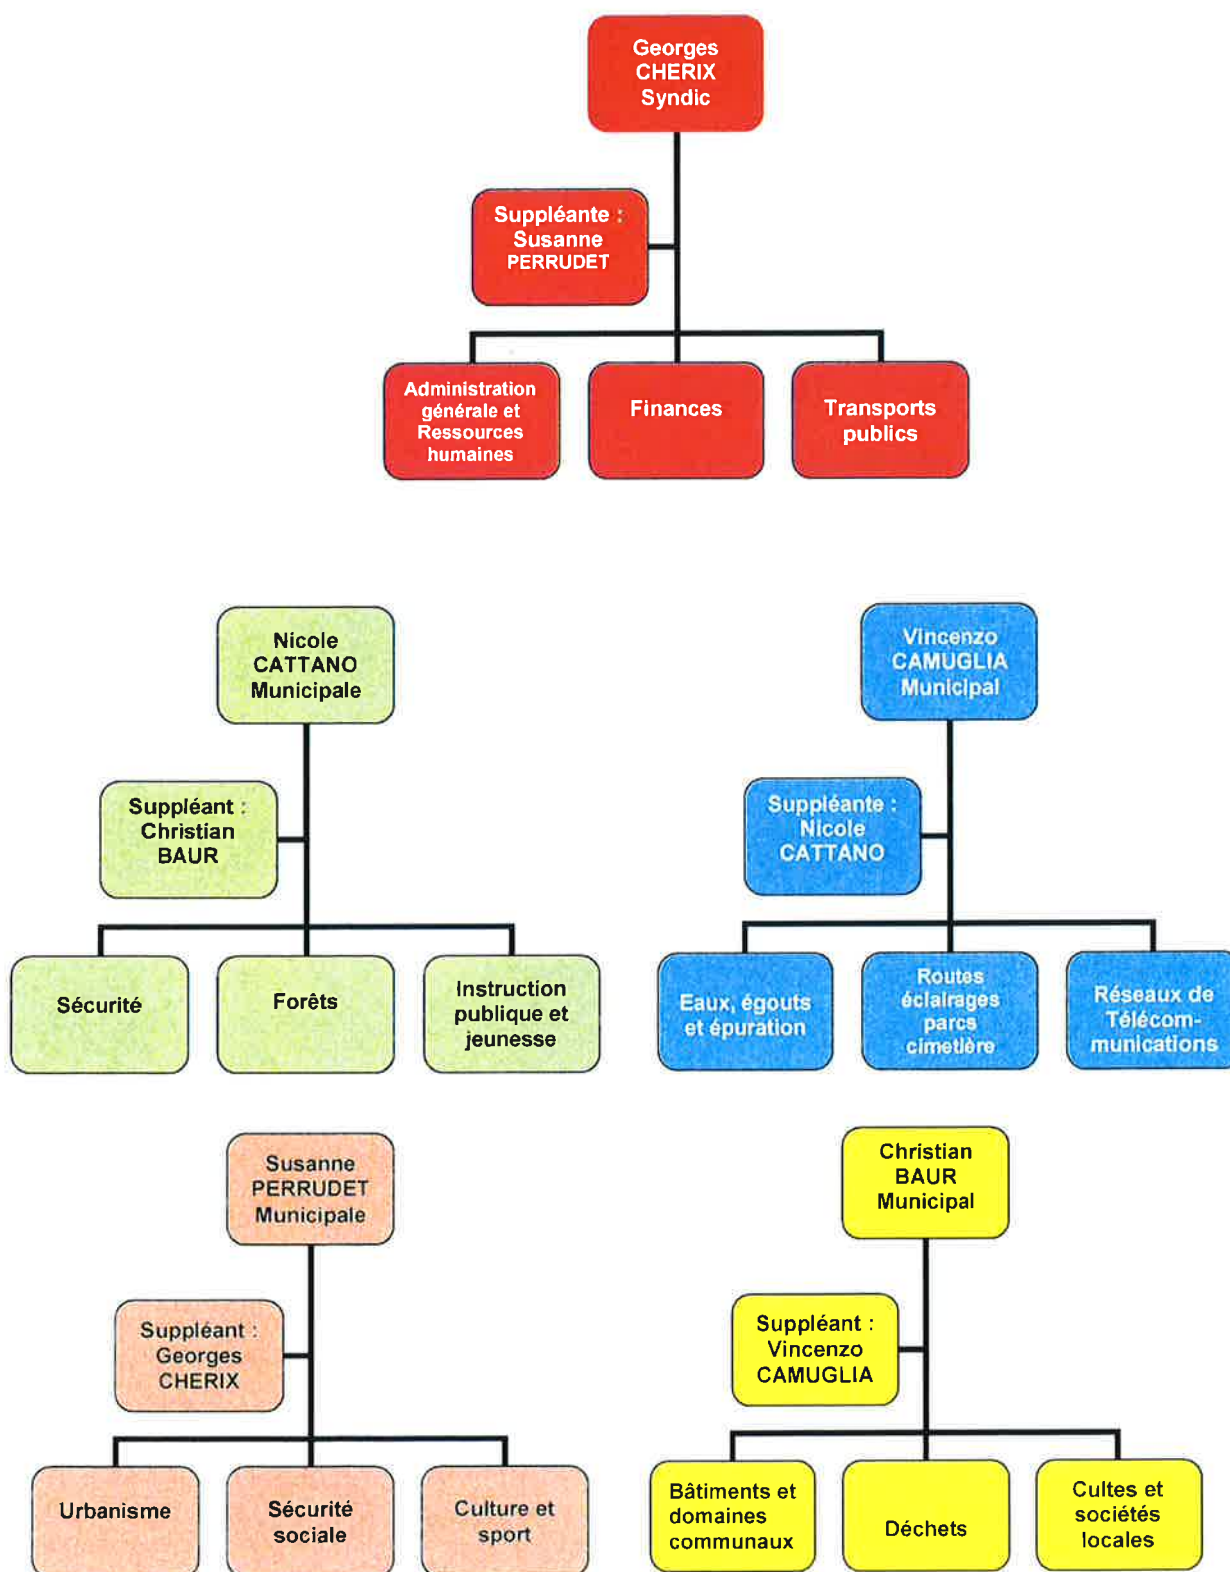 Georges
CHERIX
Syndic
Suppléante :
Susanne
PERRUDET
Administration
générale et
Ressources
humaines
Finances
Transports
publics
Nicole
CATTANO
Municipale
Suppléant :
Christian
BAUR
Sécurité
Forêts
Instruction
publique et
jeunesse
Vincenzo
CAMUGLIA
Municipal
Suppléante :
Nicole
CATTANO
Eaux, égouts
et épuration
Routes
éclairages
parcs
cimetière
Réseaux de
Télécom-
munications
Susanne
PERRUDET
Municipale
Suppléant :
Georges
CHERIX
Urbanisme
Sécurité
sociale
Culture et
sport
Christian
BAUR
Municipal
Suppléant :
Vincenzo
CAMUGLIA
Bâtiments et
domaines
communaux
Déchets
Cultes et
sociétés
locales